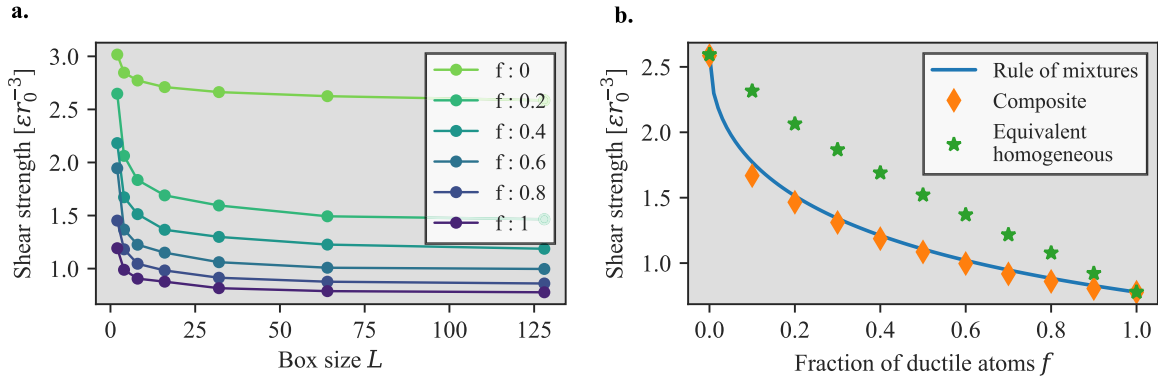 a.
Shear strength [εr₀⁻³]
3.0
2.5
2.0
1.5
1.0
f : 0
f : 0.2
f : 0.4
f : 0.6
f : 0.8
f : 1
0
25
50
75
100
125
Box size L
b.
Shear strength [εr₀⁻³]
2.5
2.0
1.5
1.0
Rule of mixtures
Composite
Equivalent
homogeneous
0.0
0.2
0.4
0.6
0.8
1.0
Fraction of ductile atoms f